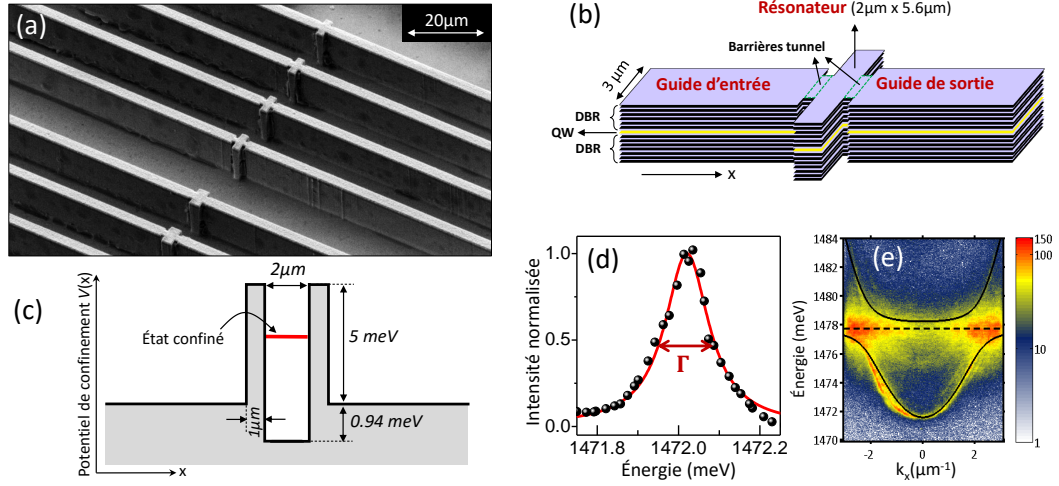 (a)
20µm
(b)
Résonateur (2µm x 5.6µm)
Barrières tunnel
3 µm
Guide d'entrée
Guide de sortie
DBR
QW
DBR
x
(c)
Potentiel de confinement V(x)
2µm
État confiné
5 meV
1µm
0.94 meV
x
(d)
Intensité normalisée
1.0
0.5
0.0
Γ
1471.8
1472.0
1472.2
Énergie (meV)
(e)
Énergie (meV)
1484
1482
1480
1478
1476
1474
1472
1470
-2
0
2
kx(µm-1)
150
100
10
1